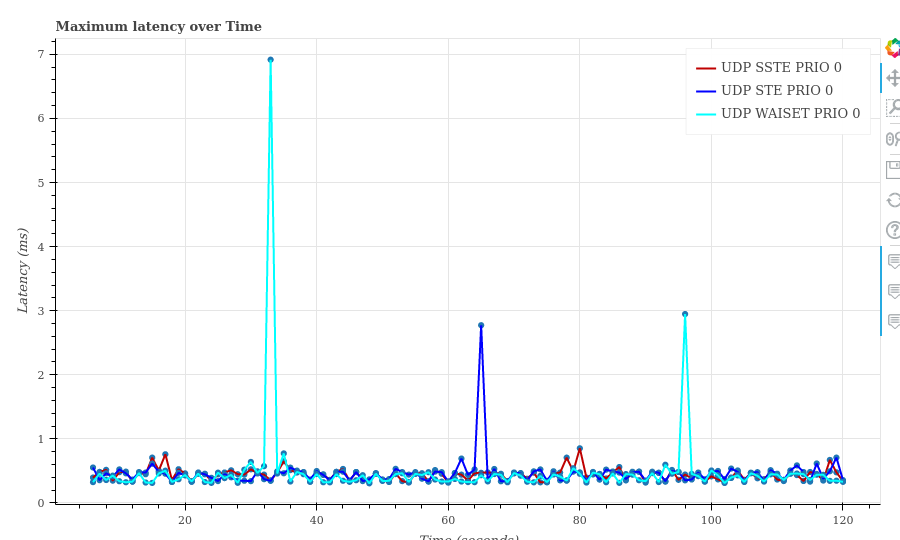 Maximum latency over Time
UDP SSTE PRIO 0
UDP STE PRIO 0
UDP WAISET PRIO 0
Latency (ms)
7
6
5
4
3
2
1
0
20
40
60
80
100
120
Time (seconds)